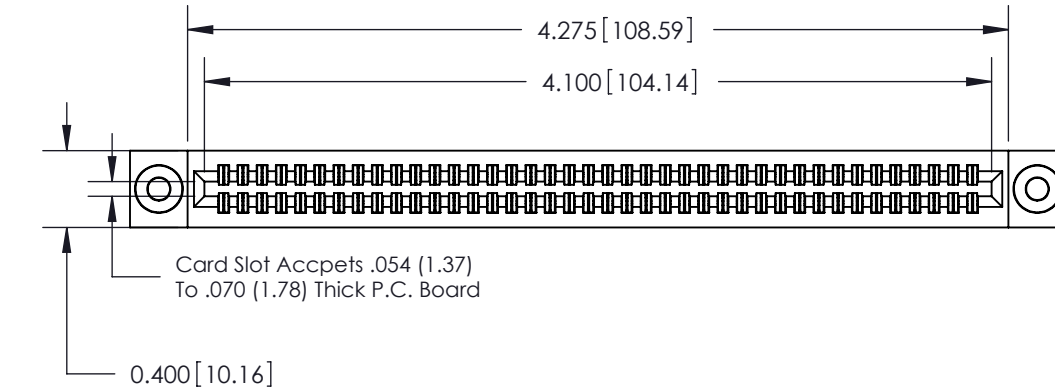 4.275[108.59]
4.100[104.14]
Card Slot Accpets .054 (1.37)
To .070 (1.78) Thick P.C. Board
0.400[10.16]